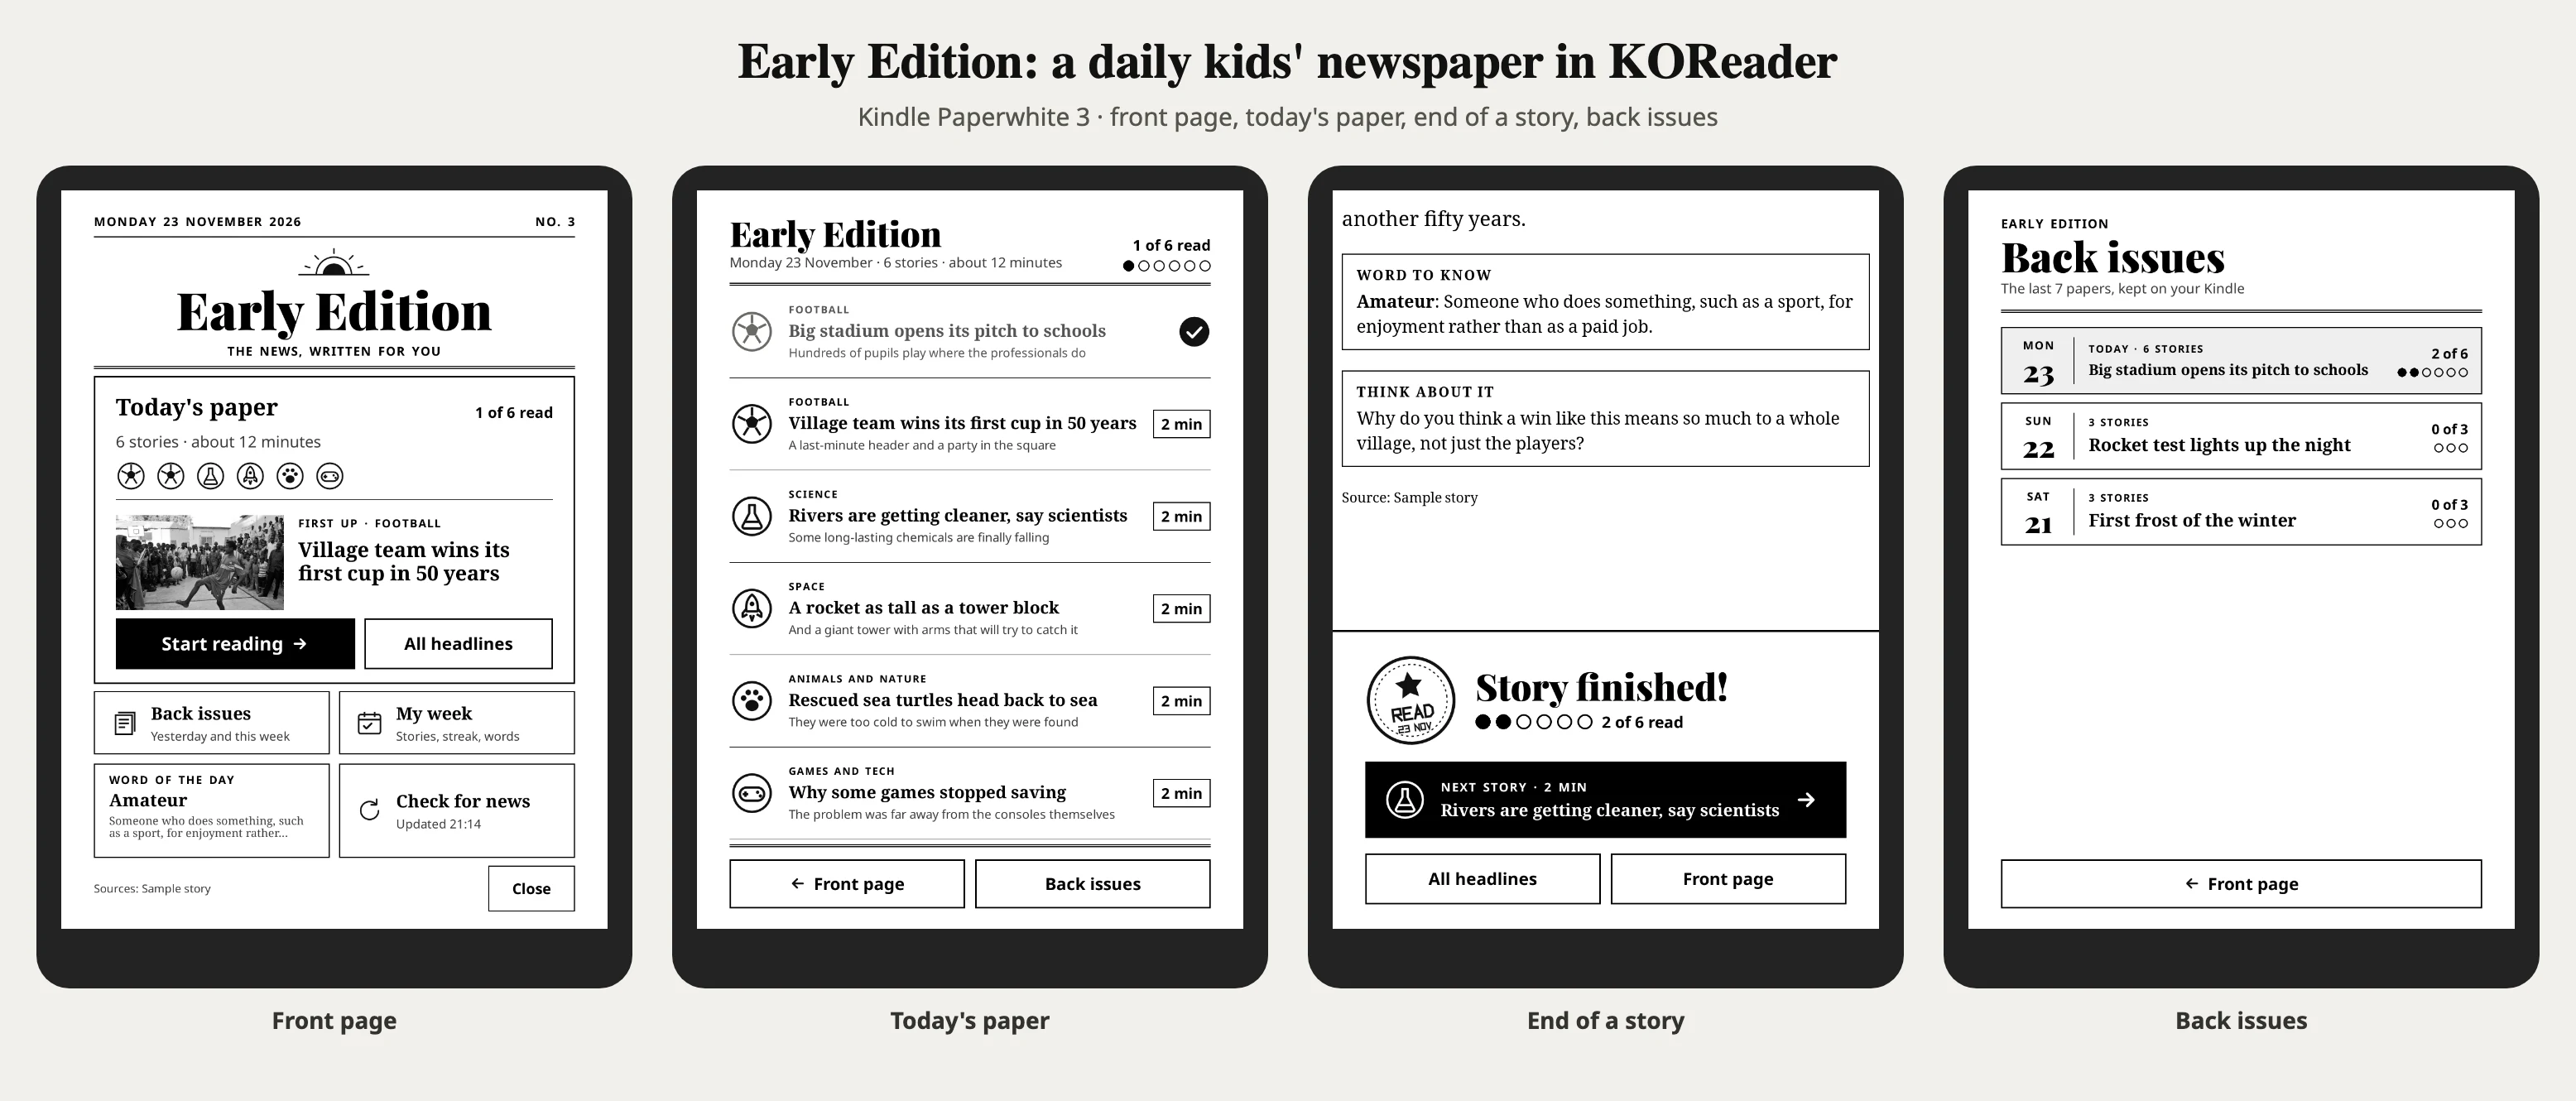 Early Edition: a daily kids' newspaper in KOReader
Kindle Paperwhite 3 · front page, today's paper, end of a story, back issues
MONDAY 23 NOVEMBER 2026
NO. 3
Early Edition
THE NEWS, WRITTEN FOR YOU
Today's paper
1 of 6 read
6 stories · about 12 minutes
FIRST UP · FOOTBALL
Village team wins its
first cup in 50 years
Start reading →
All headlines
Back issues
Yesterday and this week
My week
Stories, streak, words
WORD OF THE DAY
Amateur
Someone who does something, such
as a sport, for enjoyment rather...
Check for news
Updated 21:14
Sources: Sample story
Close
Front page
Early Edition
1 of 6 read
Monday 23 November · 6 stories · about 12 minutes
FOOTBALL
Big stadium opens its pitch to schools
Hundreds of pupils play where the professionals do
FOOTBALL
Village team wins its first cup in 50 years
2 min
A last-minute header and a party in the square
SCIENCE
Rivers are getting cleaner, say scientists
2 min
Some long-lasting chemicals are finally falling
SPACE
A rocket as tall as a tower block
2 min
And a giant tower with arms that will try to catch it
ANIMALS AND NATURE
Rescued sea turtles head back to sea
2 min
They were too cold to swim when they were found
GAMES AND TECH
Why some games stopped saving
2 min
The problem was far away from the consoles themselves
← Front page
Back issues
Today's paper
another fifty years.
WORD TO KNOW
Amateur: Someone who does something, such as a sport, for
enjoyment rather than as a paid job.
THINK ABOUT IT
Why do you think a win like this means so much to a whole
village, not just the players?
Source: Sample story
READ
23 NOV
Story finished!
2 of 6 read
NEXT STORY · 2 MIN
Rivers are getting cleaner, say scientists →
All headlines
Front page
End of a story
EARLY EDITION
Back issues
The last 7 papers, kept on your Kindle
MON
23
TODAY · 6 STORIES
Big stadium opens its pitch to schools
2 of 6
SUN
22
3 STORIES
Rocket test lights up the night
0 of 3
SAT
21
3 STORIES
First frost of the winter
0 of 3
← Front page
Back issues